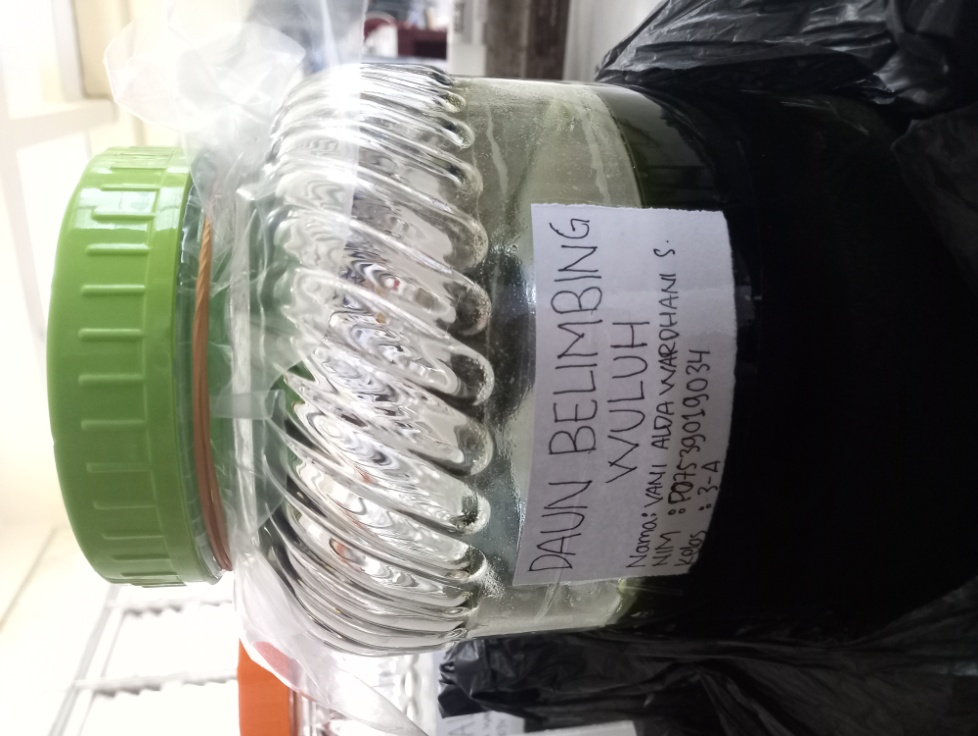 DAUN BELIMBING
WULUH
Nama: VANI ALDA WARDHANI S.
NIM : P07539019034
Kelas : 3-A